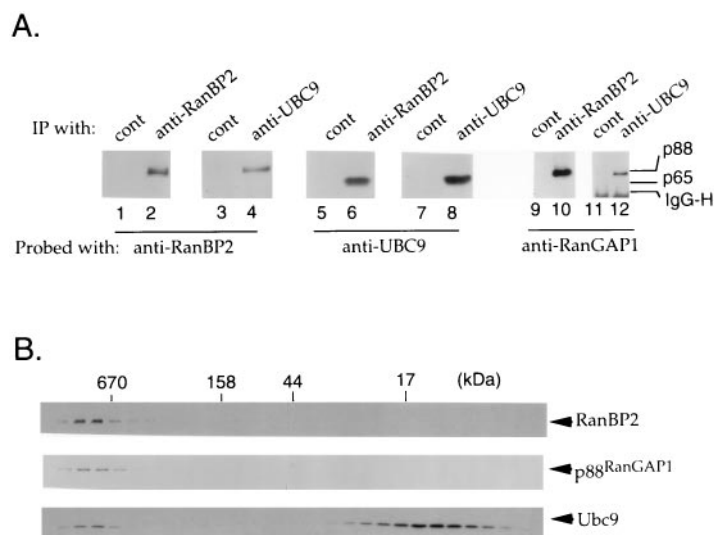 A.
IP with: cont anti-RanBP2 cont anti-UBC9 cont anti-RanBP2 cont anti-UBC9 cont anti-RanBP2 cont anti-UBC9
p88
p65
IgG-H
1 2 3 4 5 6 7 8 9 10 11 12
Probed with: anti-RanBP2 anti-UBC9 anti-RanGAP1
B.
670 158 44 17 (kDa)
RanBP2
p88RanGAP1
Ubc9